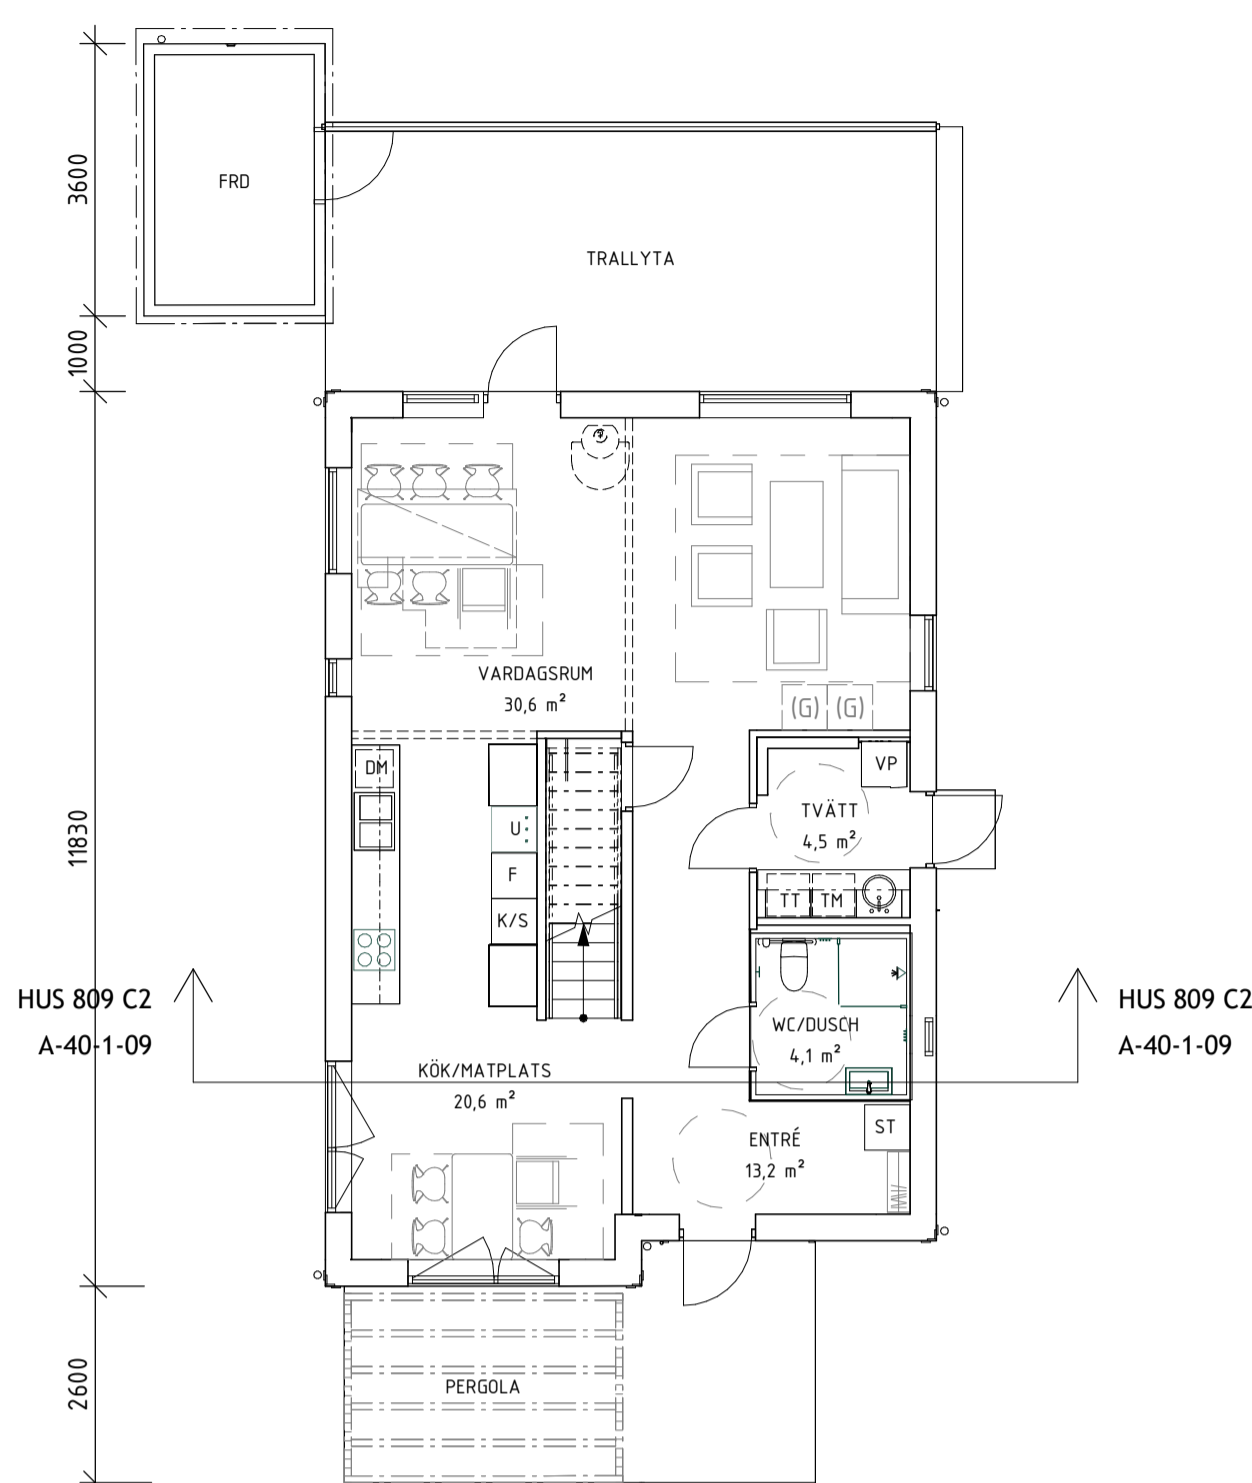 3600
FRD
TRALLYTA
1000
VARDAGSRUM
30,6 m²
(G) (G)
DM
VP
U
TVÄTT
4,5 m²
11830
F
TT TM
K/S
HUS 809 C2
A-40-1-09
WC/DUSCH
4,1 m²
HUS 809 C2
A-40-1-09
KÖK/MATPLATS
20,6 m²
ST
ENTRÉ
13,2 m²
2600
PERGOLA